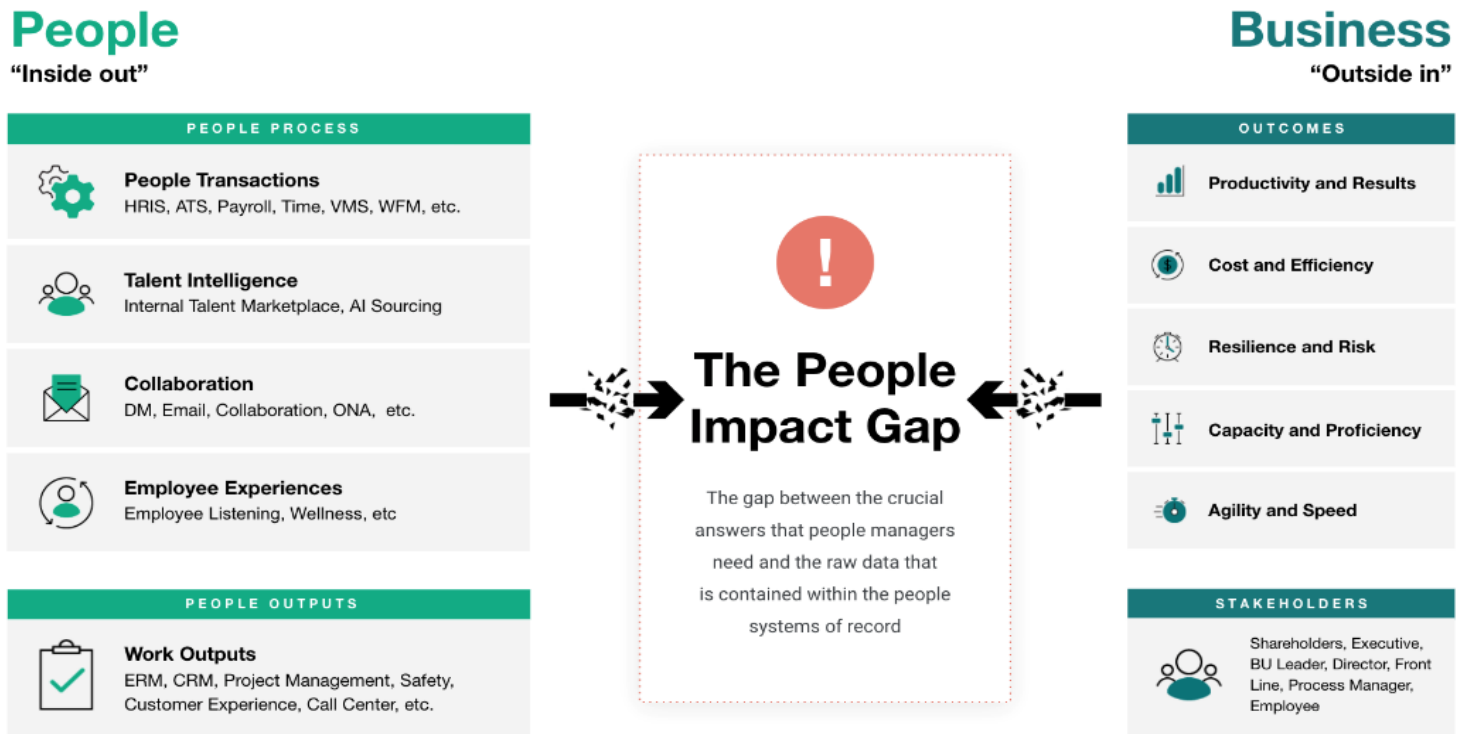 People
“Inside out”
PEOPLE PROCESS
People Transactions
HRIS, ATS, Payroll, Time, VMS, WFM, etc.
Talent Intelligence
Internal Talent Marketplace, AI Sourcing
Collaboration
DM, Email, Collaboration, ONA,  etc.
Employee Experiences
Employee Listening, Wellness, etc
PEOPLE OUTPUTS
Work Outputs
ERM, CRM, Project Management, Safety,
Customer Experience, Call Center, etc.
!
The People
Impact Gap
The gap between the crucial
answers that people managers
need and the raw data that
is contained within the people
systems of record
Business
“Outside in”
OUTCOMES
Productivity and Results
$
Cost and Efficiency
Resilience and Risk
Capacity and Proficiency
Agility and Speed
STAKEHOLDERS
Shareholders, Executive,
BU Leader, Director, Front
Line, Process Manager,
Employee